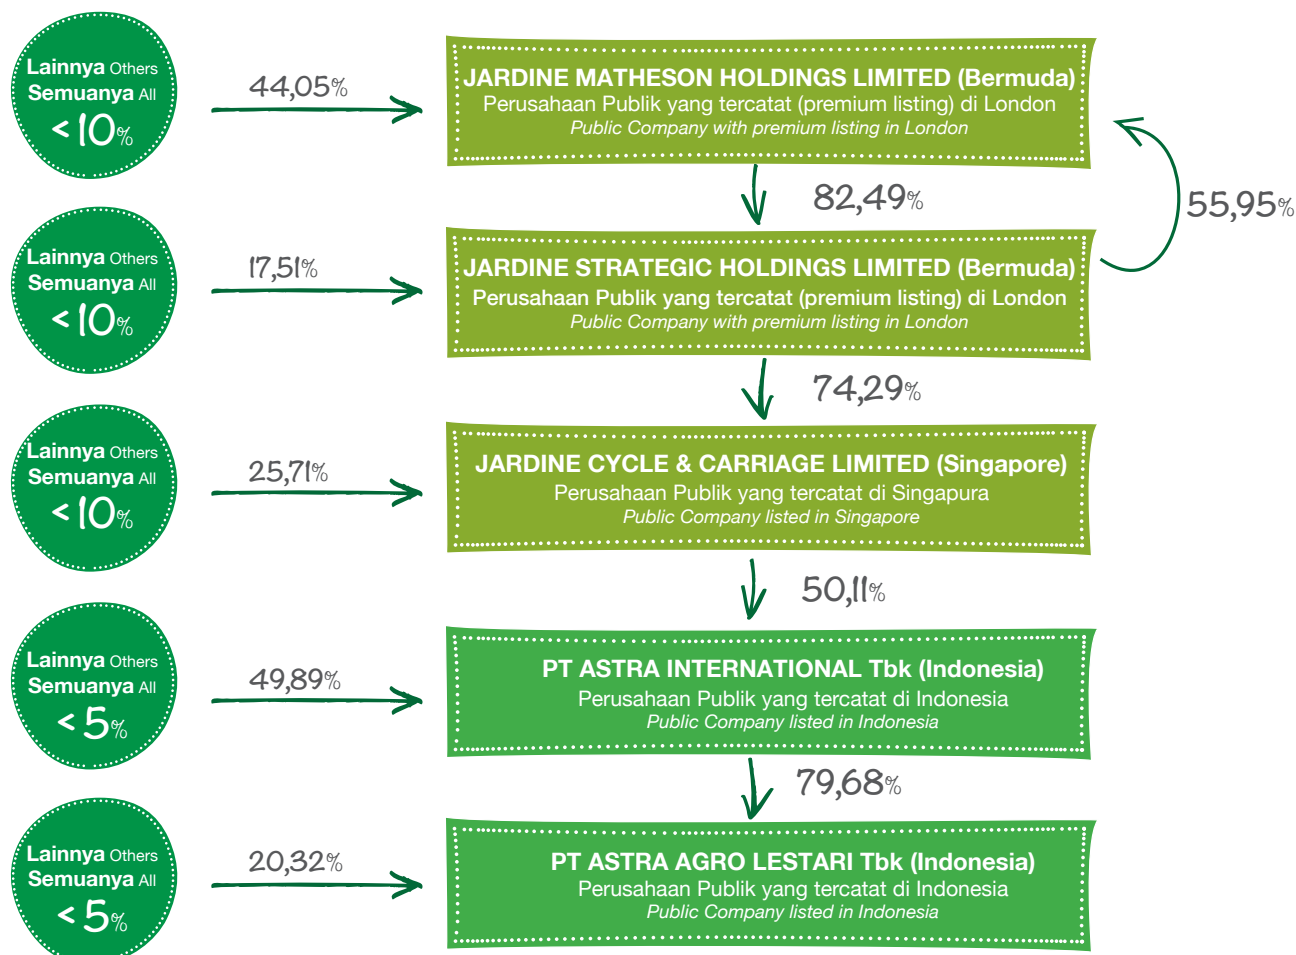 Lainnya Others
Semuanya All
< 10%
44,05%
JARDINE MATHESON HOLDINGS LIMITED (Bermuda)
Perusahaan Publik yang tercatat (premium listing) di London
Public Company with premium listing in London
82,49%
55,95%
Lainnya Others
Semuanya All
< 10%
17,51%
JARDINE STRATEGIC HOLDINGS LIMITED (Bermuda)
Perusahaan Publik yang tercatat (premium listing) di London
Public Company with premium listing in London
74,29%
Lainnya Others
Semuanya All
< 10%
25,71%
JARDINE CYCLE & CARRIAGE LIMITED (Singapore)
Perusahaan Publik yang tercatat di Singapura
Public Company listed in Singapore
50,11%
Lainnya Others
Semuanya All
< 5%
49,89%
PT ASTRA INTERNATIONAL Tbk (Indonesia)
Perusahaan Publik yang tercatat di Indonesia
Public Company listed in Indonesia
79,68%
Lainnya Others
Semuanya All
< 5%
20,32%
PT ASTRA AGRO LESTARI Tbk (Indonesia)
Perusahaan Publik yang tercatat di Indonesia
Public Company listed in Indonesia